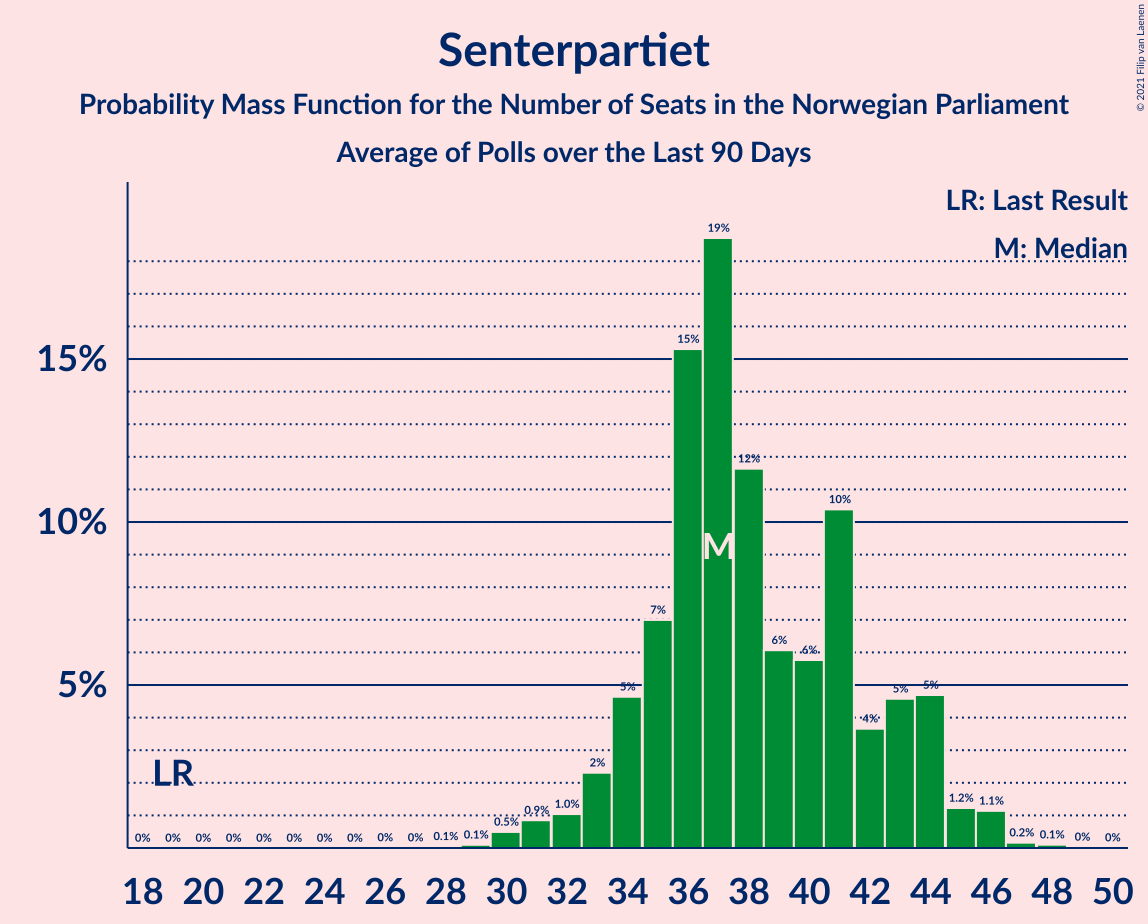 Senterpartiet
Probability Mass Function for the Number of Seats in the Norwegian Parliament
Average of Polls over the Last 90 Days
© 2021 Filip van Laenen
LR: Last Result
M: Median
15%
10%
5%
LR
M
0% 0% 0% 0% 0% 0% 0% 0% 0% 0% 0.1% 0.1% 0.5% 0.9% 1.0% 2% 5% 7% 15% 19% 12% 6% 6% 10% 4% 5% 5% 1.2% 1.1% 0.2% 0.1% 0% 0%
18 20 22 24 26 28 30 32 34 36 38 40 42 44 46 48 50